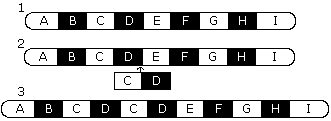 1
A B C D E F G H I
2
A B C D E F G H I
C D
3
A B C D C D E F G H I